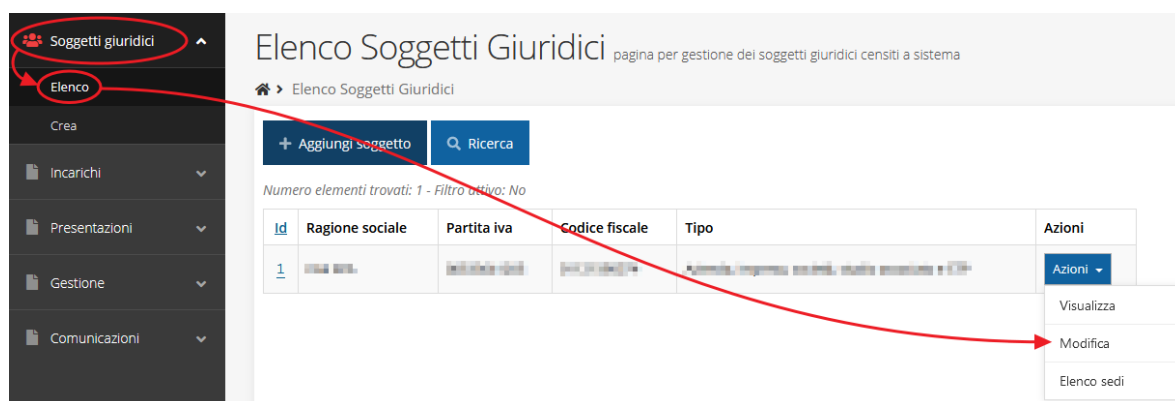 Soggetti giuridici
Elenco
Crea
Incarichi
Presentazioni
Gestione
Comunicazioni
Elenco Soggetti Giuridici pagina per gestione dei soggetti giuridici censiti a sistema
Elenco Soggetti Giuridici
+ Aggiungi soggetto Ricerca
Numero elementi trovati: 1 - Filtro attivo: No
Id Ragione sociale Partita iva Codice fiscale Tipo Azioni
1 Azioni
Visualizza
Modifica
Elenco sedi